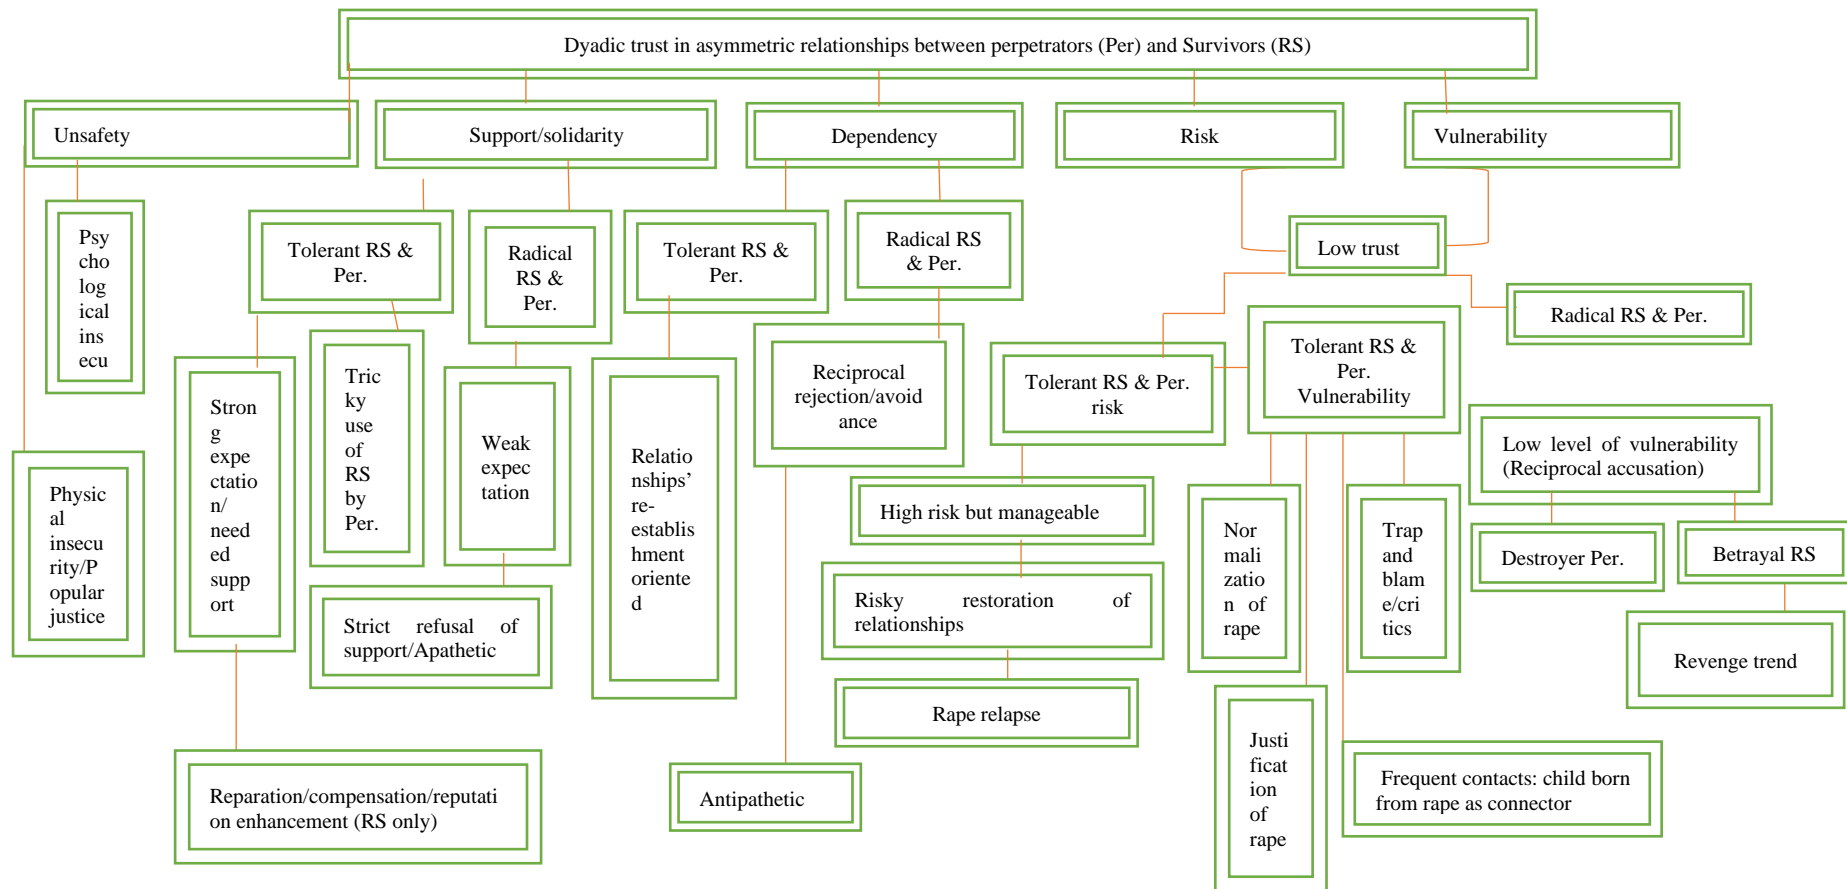 Dyadic trust in asymmetric relationships between perpetrators (Per) and Survivors (RS)
Unsafety
Support/solidarity
Dependency
Risk
Vulnerability
Psy
cho
log
ical
ins
ecu
Tolerant RS &
Per.
Radical
RS &
Per.
Tolerant RS &
Per.
Radical RS
& Per.
Low trust
Radical RS & Per.
Tolerant RS & Per.
risk
Tolerant RS &
Per.
Vulnerability
Physic
al
insecu
rity/P
opular
justice
Stron
g
expe
ctatio
n/
need
ed
supp
ort
Tric
ky
use
of
RS
by
Per.
Weak
expec
tation
Relatio
nships’
re-
establis
hment
oriente
d
Reciprocal
rejection/avoid
ance
High risk but manageable
Nor
mali
zatio
n of
rape
Trap
and
blam
e/cri
tics
Low level of vulnerability
(Reciprocal accusation)
Destroyer Per.
Betrayal RS
Strict refusal of
support/Apathetic
Risky restoration of
relationships
Revenge trend
Rape relapse
Reparation/compensation/reputati
on enhancement (RS only)
Antipathetic
Justi
ficat
ion
of
rape
Frequent contacts: child born
from rape as connector